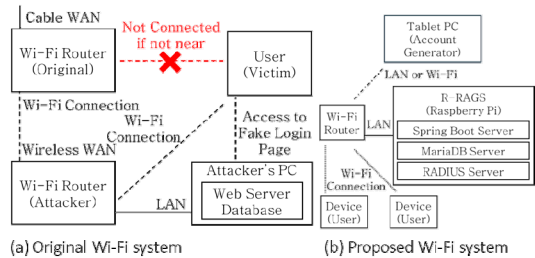 Cable WAN
Wi-Fi Router
(Original)
Not Connected
if not near
User
(Victim)
Wi-Fi Connection
Wi-Fi
Connection
Wireless WAN
Access to
Fake Login
Page
Wi-Fi Router
(Attacker)
LAN
Attacker's PC
Web Server
Database
(a) Original Wi-Fi system
Tablet PC
(Account
Generator)
LAN or Wi-Fi
Wi-Fi
Router
LAN
R-RAGS
(Raspberry Pi)
Spring Boot Server
MariaDB Server
RADIUS Server
Wi-Fi
Connection
Device
(User)
Device
(User)
(b) Proposed Wi-Fi system